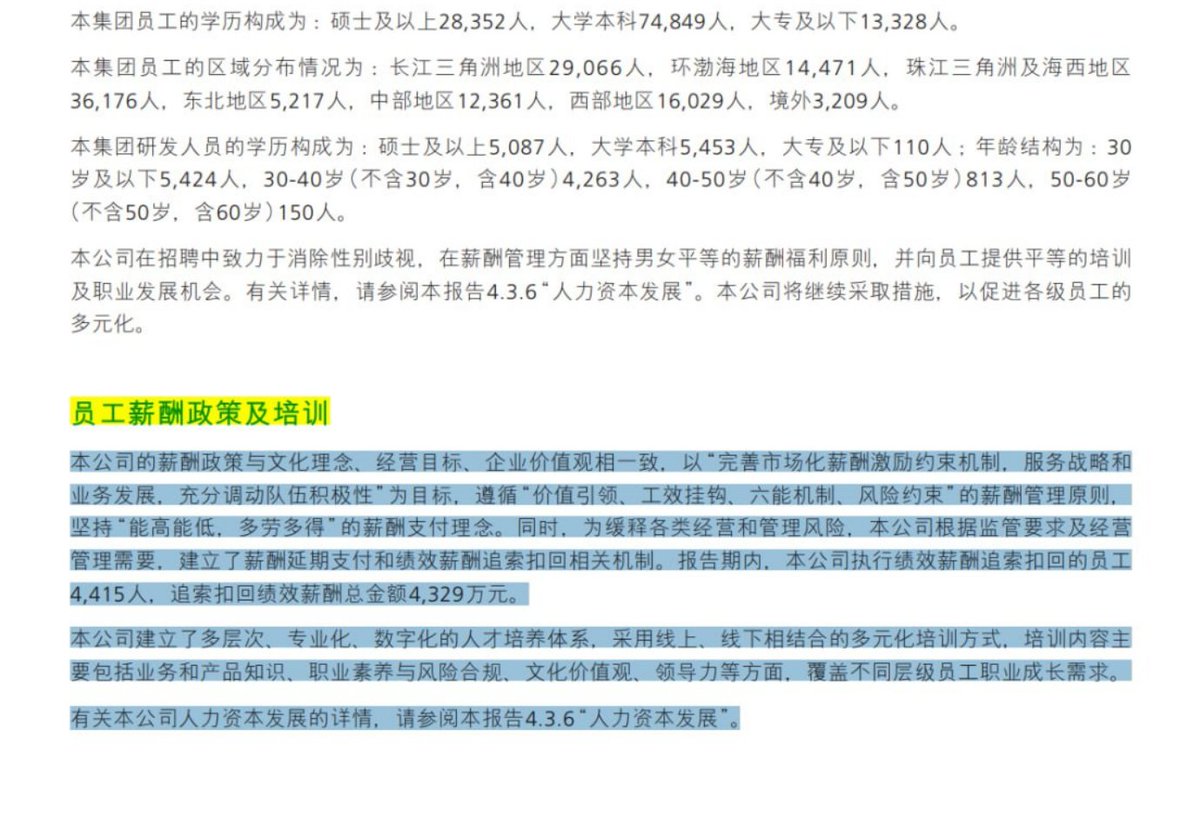 本集团员工的学历构成为：硕士及以上28,352人，大学本科74,849人，大专及以下13,328人。
本集团员工的区域分布情况为：长江三角洲地区29,066人，环渤海地区14,471人，珠江三角洲及海西地区
36,176人，东北地区5,217人，中部地区12,361人，西部地区16,029人，境外3,209人。
本集团研发人员的学历构成为：硕士及以上5,087人，大学本科5,453人，大专及以下110人；年龄结构为：30
岁及以下5,424人，30-40岁（不含30岁，含40岁）4,263人，40-50岁（不含40岁，含50岁）813人，50-60岁
（不含50岁，含60岁）150人。
本公司在招聘中致力于消除性别歧视，在薪酬管理方面坚持男女平等的薪酬福利原则，并向员工提供平等的培训
及职业发展机会。有关详情，请参阅本报告4.3.6“人力资本发展”。本公司将继续采取措施，以促进各级员工的
多元化。
员工薪酬政策及培训
本公司的薪酬政策与文化理念、经营目标、企业价值观相一致，以“完善市场化薪酬激励约束机制，服务战略和
业务发展，充分调动队伍积极性”为目标，遵循“价值引领、工效挂钩、六能机制、风险约束”的薪酬管理原则，
坚持“能高能低，多劳多得”的薪酬支付理念。同时，为缓释各类经营和管理风险，本公司根据监管要求及经营
管理需要，建立了薪酬延期支付和绩效薪酬追索扣回相关机制。报告期内，本公司执行绩效薪酬追索扣回的员工
4,415人，追索扣回绩效薪酬总金额4,329万元。
本公司建立了多层次、专业化、数字化的人才培养体系，采用线上、线下相结合的多元化培训方式，培训内容主
要包括业务和产品知识、职业素养与风险合规、文化价值观、领导力等方面，覆盖不同层级员工职业成长需求。
有关本公司人力资本发展的详情，请参阅本报告4.3.6“人力资本发展”。